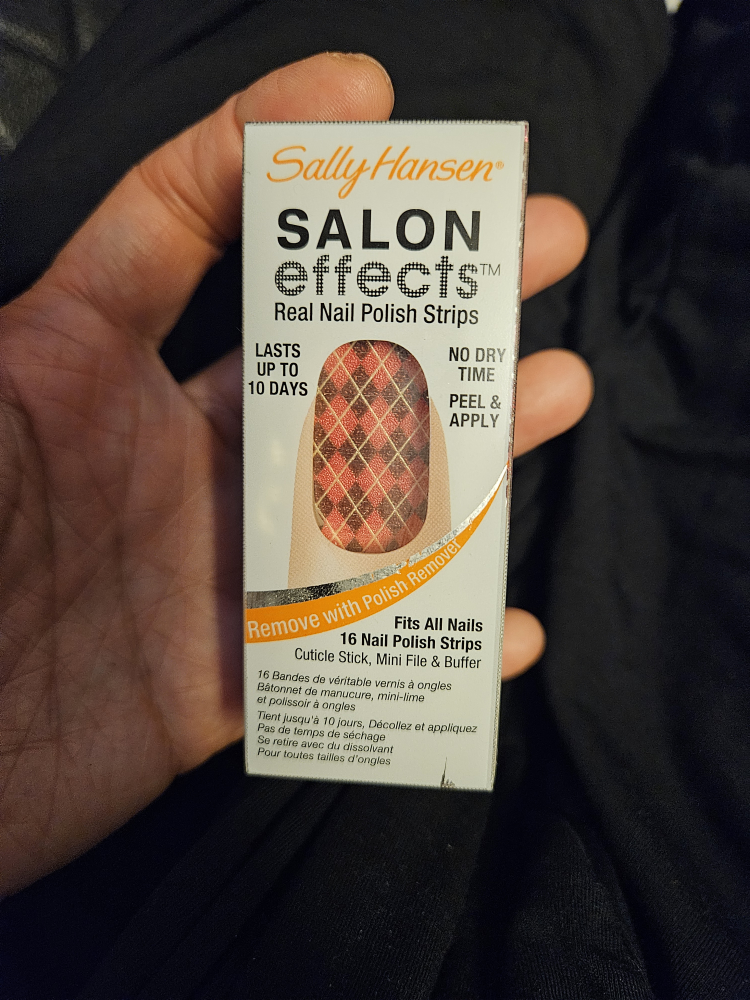 Sally Hansen®
SALON
effects™
Real Nail Polish Strips
LASTS
UP TO
10 DAYS
NO DRY
TIME
PEEL &
APPLY
Remove with Polish Remover
Fits All Nails
16 Nail Polish Strips
Cuticle Stick, Mini File & Buffer
16 Bandes de véritable vernis à ongles
Bâtonnet de manucure, mini-lime
et polissoir à ongles
Tient jusqu'à 10 jours, Décollez et appliquez
Pas de temps de séchage
Se retire avec du dissolvant
Pour toutes tailles d'ongles